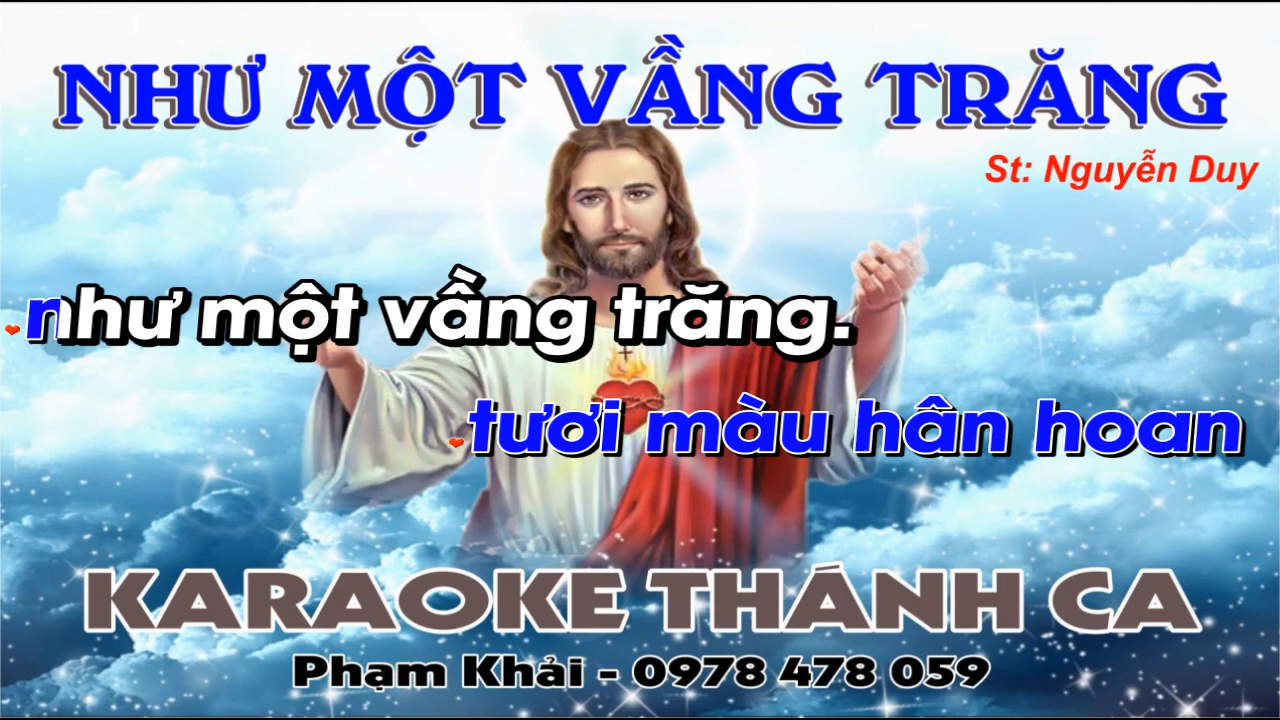 NHƯ MỘT VẦNG TRĂNG
St: Nguyễn Duy
như một vầng trăng.
tươi màu hân hoan
KARAOKE THÁNH CA
Phạm Khải - 0978 478 059